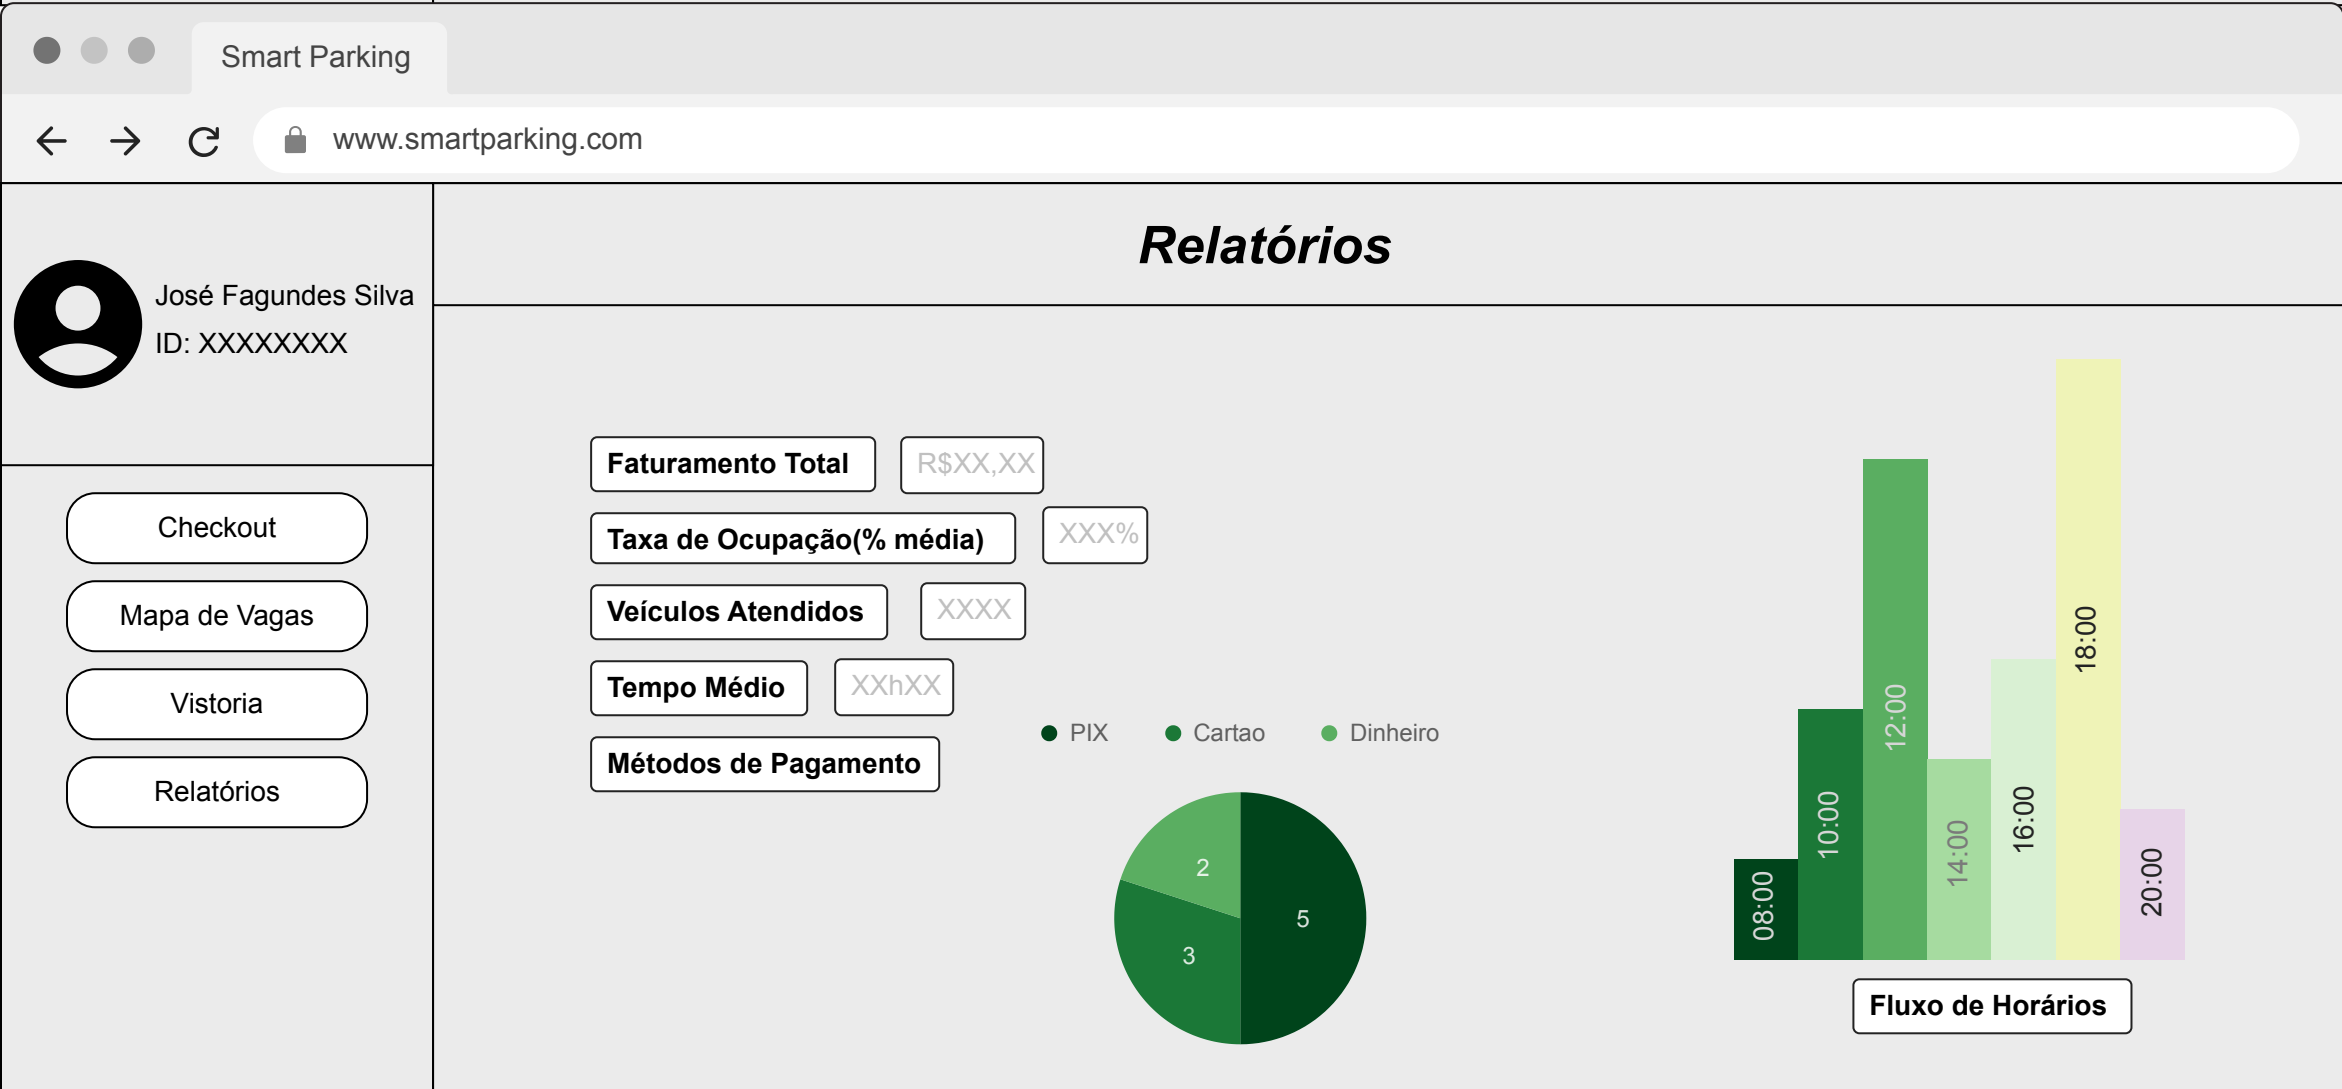 Smart Parking
www.smartparking.com
Relatórios
José Fagundes Silva
ID: XXXXXXXX
Checkout
Mapa de Vagas
Vistoria
Relatórios
Faturamento Total R$XX,XX
Taxa de Ocupação(% média) XXX%
Veículos Atendidos XXXX
Tempo Médio XXhXX
Métodos de Pagamento
PIX Cartao Dinheiro
2
5
3
08:00
10:00
12:00
14:00
16:00
18:00
20:00
Fluxo de Horários